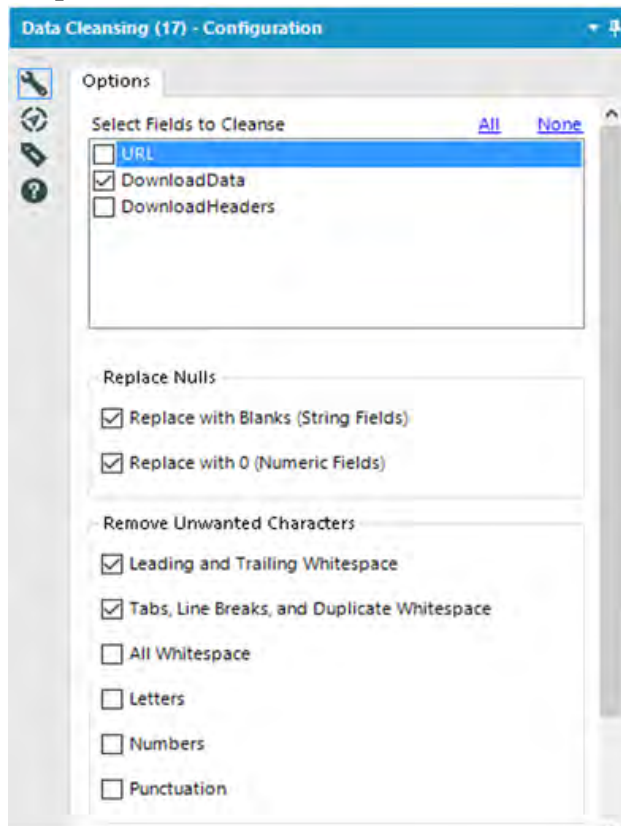 Data Cleansing (17) - Configuration
Options
Select Fields to Cleanse All None
URL
DownloadData
DownloadHeaders
Replace Nulls
Replace with Blanks (String Fields)
Replace with 0 (Numeric Fields)
Remove Unwanted Characters
Leading and Trailing Whitespace
Tabs, Line Breaks, and Duplicate Whitespace
All Whitespace
Letters
Numbers
Punctuation